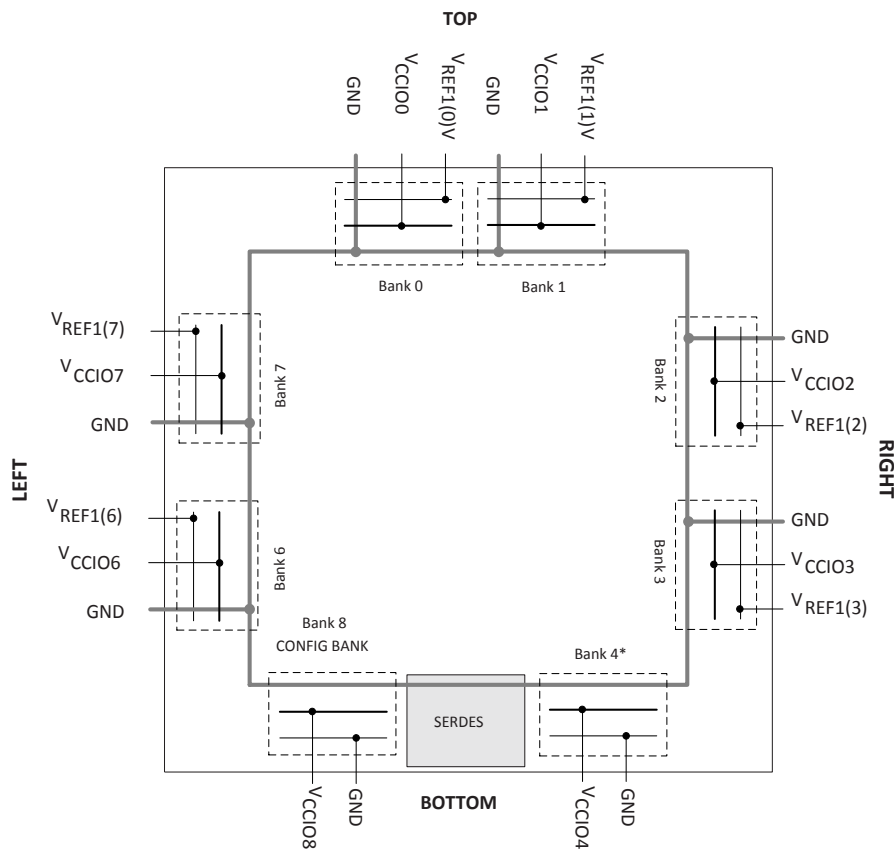 TOP
GND
VCCIO0
VREF1(0)V
GND
VCCIO1
VREF1(1)V
Bank 0
Bank 1
LEFT
VREF1(7)
VCCIO7
GND
Bank 7
VREF1(6)
VCCIO6
GND
Bank 6
Bank 2
GND
VCCIO2
VREF1(2)
RIGHT
Bank 3
GND
VCCIO3
VREF1(3)
Bank 8
CONFIG BANK
Bank 4*
SERDES
VCCIO8
GND
BOTTOM
VCCIO4
GND